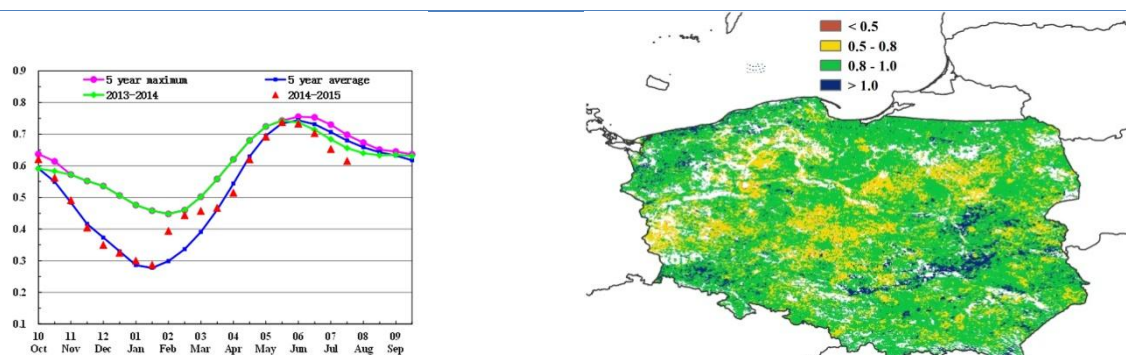 5 year maximum 5 year average
2013-2014 2014-2015
0.9
0.8
0.7
0.6
0.5
0.4
0.3
0.2
0.1
10 11 12 01 02 03 04 05 06 07 08 09
Oct Nov Dec Jan Feb Mar Apr May Jun Jul Aug Sep
< 0.5
0.5 - 0.8
0.8 - 1.0
> 1.0